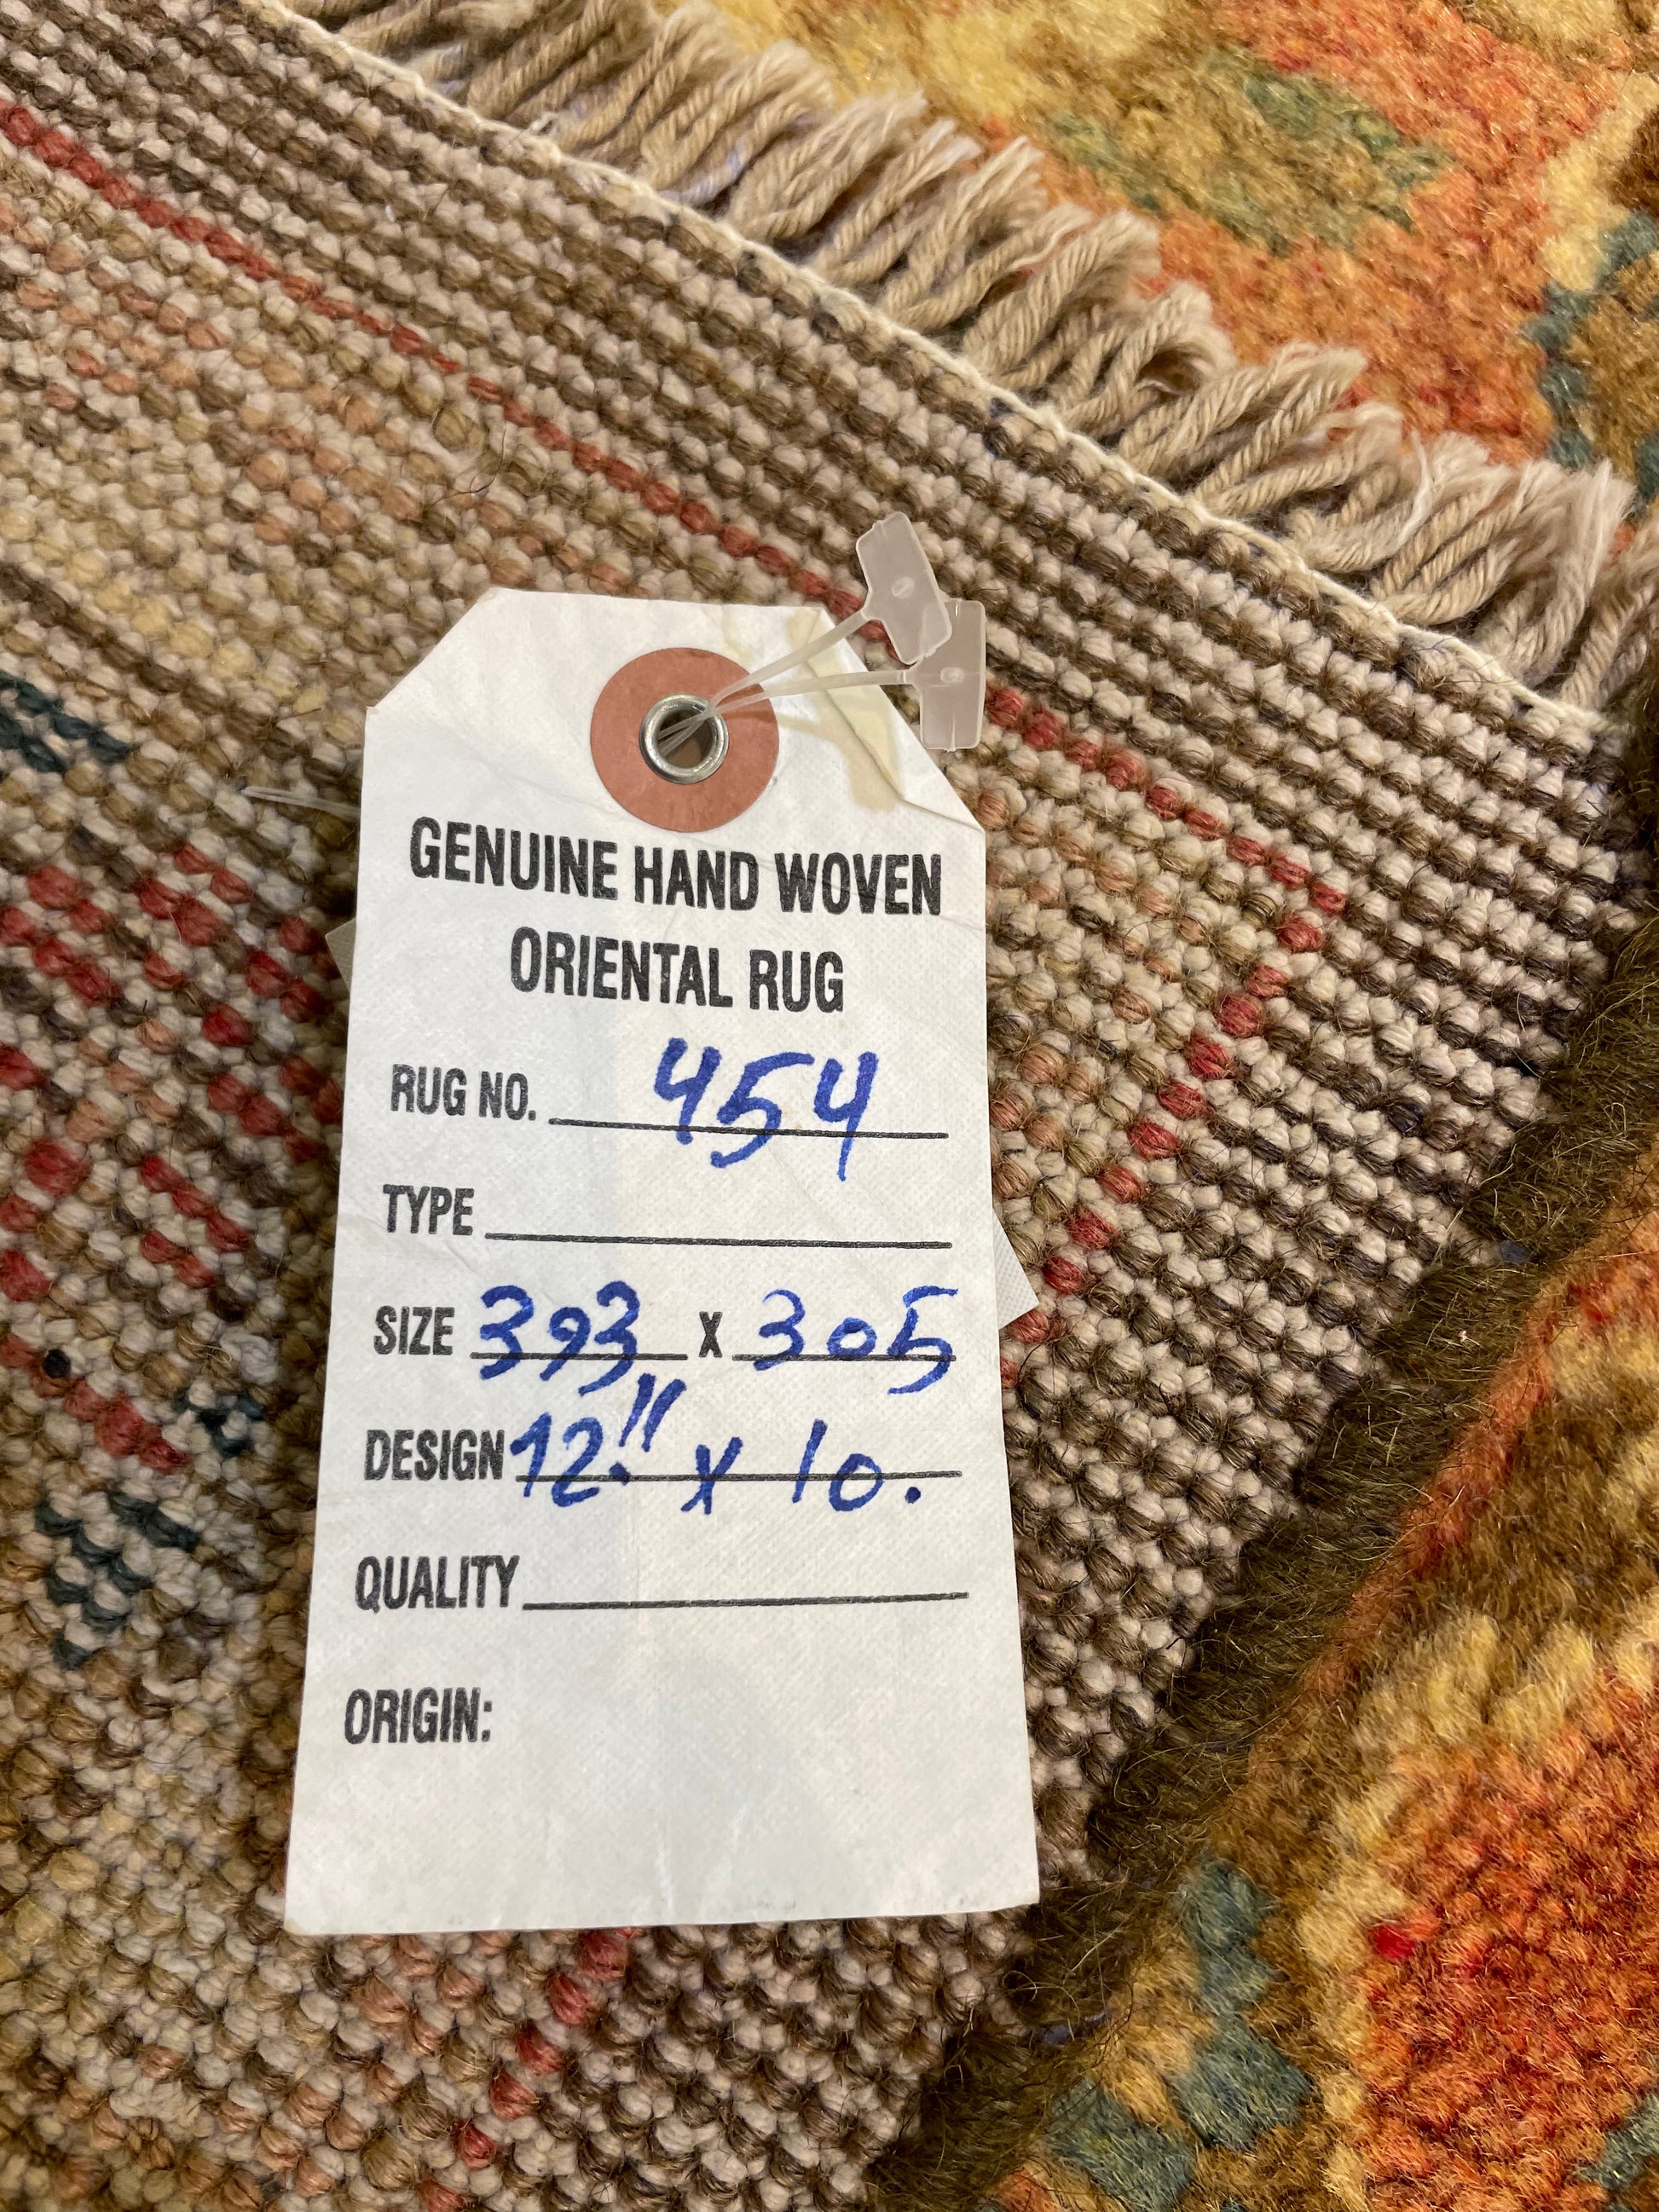 GENUINE HAND WOVEN
ORIENTAL RUG
RUG NO. 454
TYPE
SIZE 393 X 305
DESIGN 12.11 x 10.
QUALITY
ORIGIN: